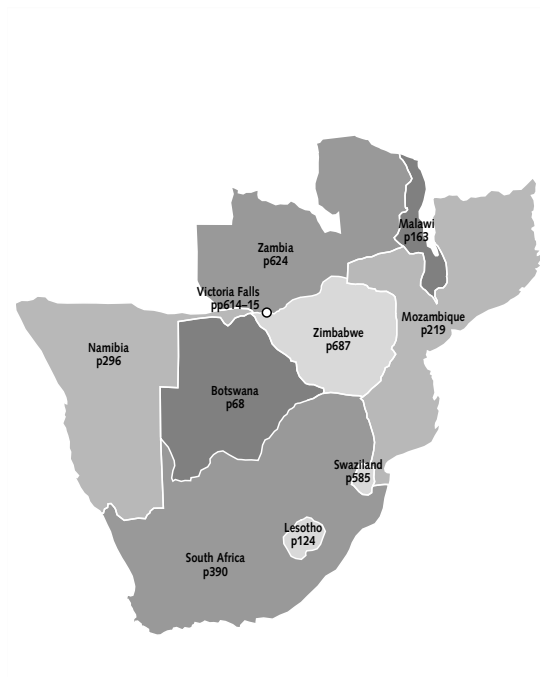 Malawi
p163
Zambia
p624
Victoria Falls
pp614–15
Mozambique
p219
Zimbabwe
p687
Namibia
p296
Botswana
p68
Swaziland
p585
Lesotho
p124
South Africa
p390